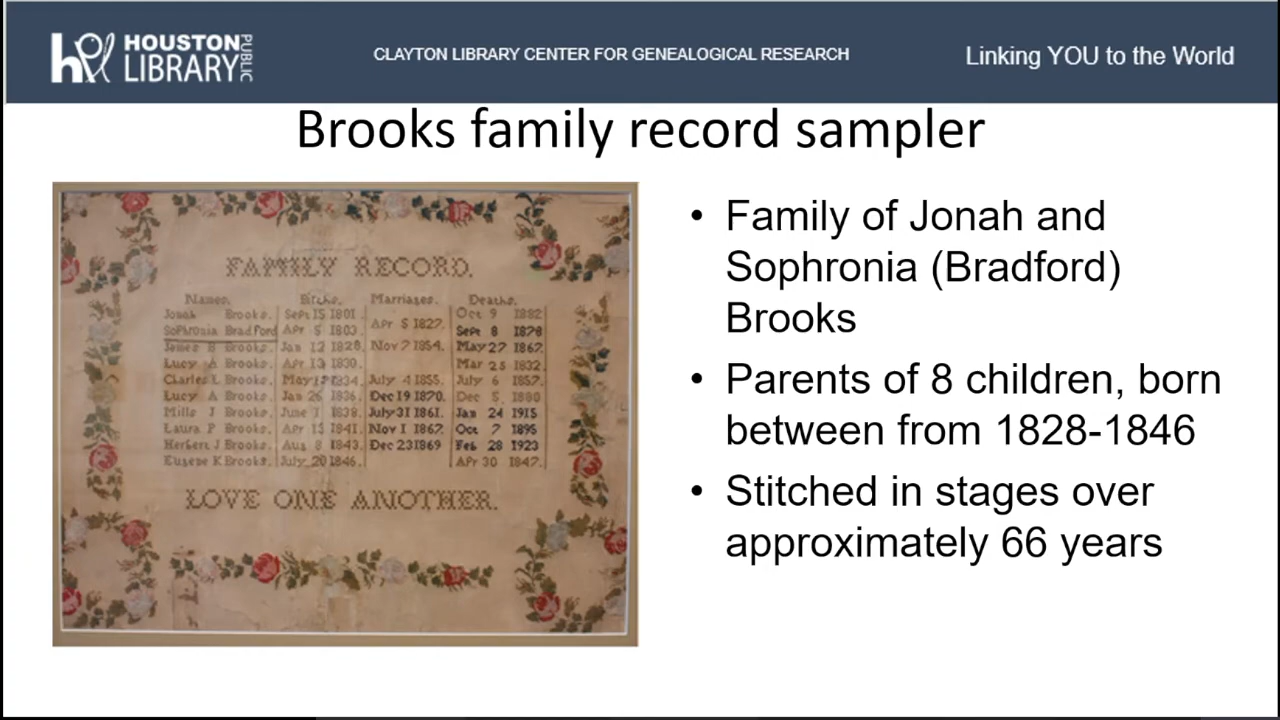 HOUSTON
LIBRARY
PUBLIC
CLAYTON LIBRARY CENTER FOR GENEALOGICAL RESEARCH
Linking YOU to the World
Brooks family record sampler
FAMILY RECORD.
Names. Births. Marriages. Deaths.
Jonah Brooks. Sept 15 1801. Oct 9 1882
Sophronia Bradford Apr 5 1803. Apr 5 1827. Sept 8 1878
James B Brooks. Jan 12 1828. Nov 7 1854. May 27 1867.
Lucy A Brooks. Apr 13 1830. Mar 25 1832.
Charles L Brooks. May 1834. July 4 1855. July 6 1857.
Lucy A Brooks. Jan 26 1836. Dec 19 1870. Dec 5 1880
Mills J Brooks. June 1 1838. July 31 1861. Jan 24 1915
Laura P Brooks. Apr 1841. Nov 1 1867. Oct 7 1895
Herbert J Brooks. Aug 8 1843. Dec 23 1869 Feb 28 1923
Eugene K Brooks. July 20 1846. Apr 30 1847.
LOVE ONE ANOTHER.
• Family of Jonah and
Sophronia (Bradford)
Brooks
• Parents of 8 children, born
between from 1828-1846
• Stitched in stages over
approximately 66 years